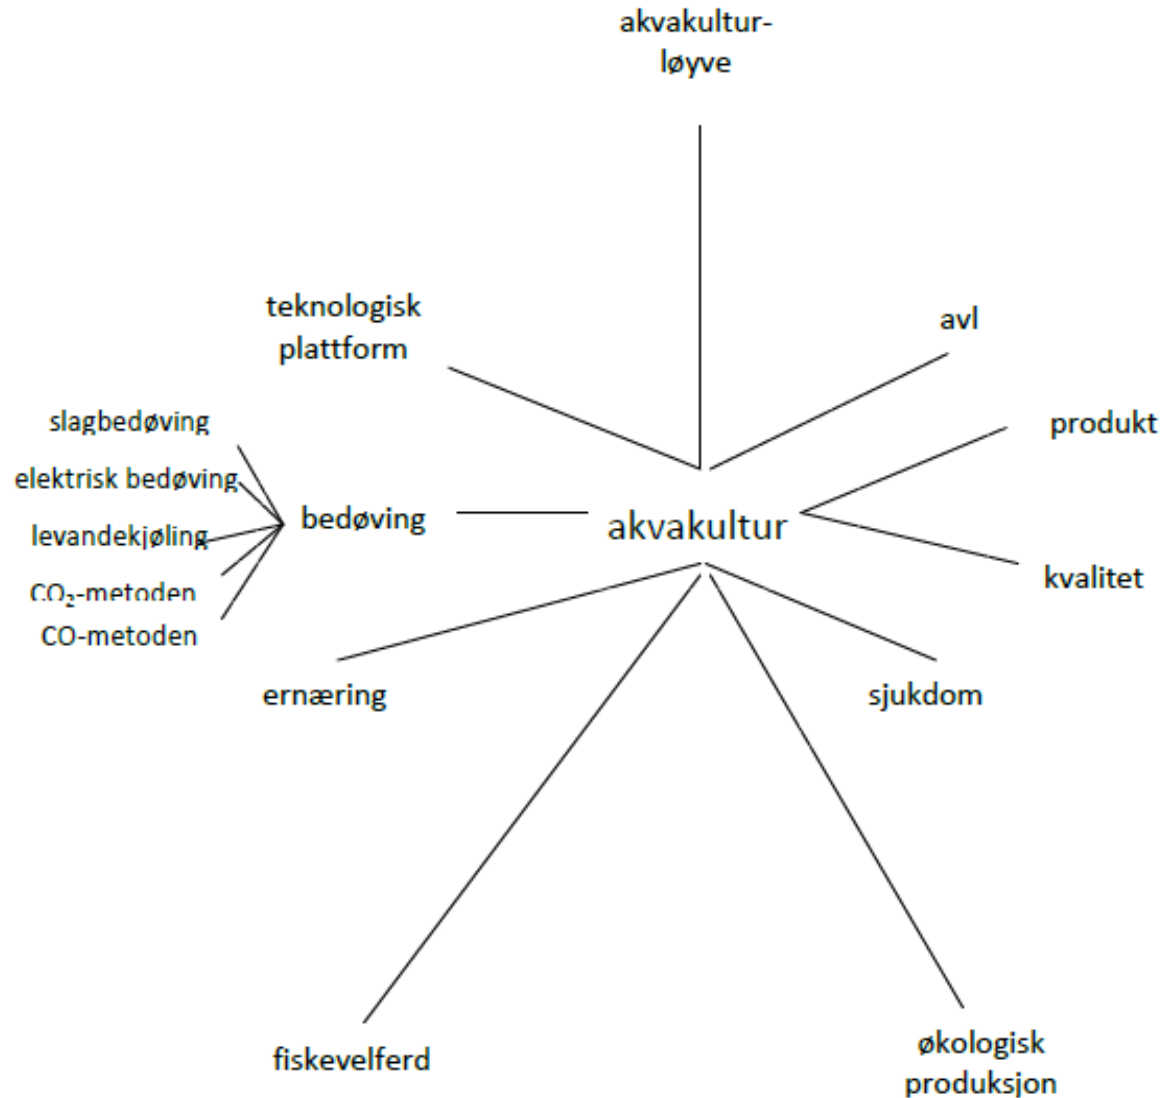 akvakultur-
løyve
teknologisk
plattform
avl
produkt
slagbedøving
elektrisk bedøving
levandekjøling
CO₂-metoden
CO-metoden
bedøving
akvakultur
kvalitet
ernæring
sjukdom
fiskevelferd
økologisk
produksjon